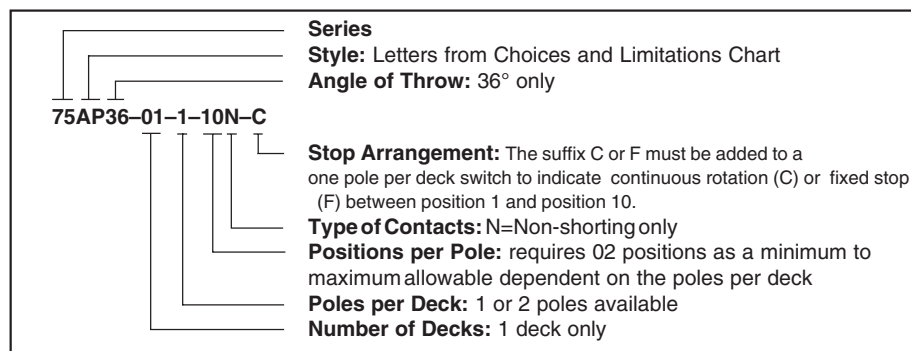 Series
Style: Letters from Choices and Limitations Chart
Angle of Throw: 36° only
75AP36–01–1–10N–C
Stop Arrangement: The suffix C or F must be added to a
one pole per deck switch to indicate continuous rotation (C) or fixed stop
(F) between position 1 and position 10.
Type of Contacts: N=Non-shorting only
Positions per Pole: requires 02 positions as a minimum to
maximum allowable dependent on the poles per deck
Poles per Deck: 1 or 2 poles available
Number of Decks: 1 deck only